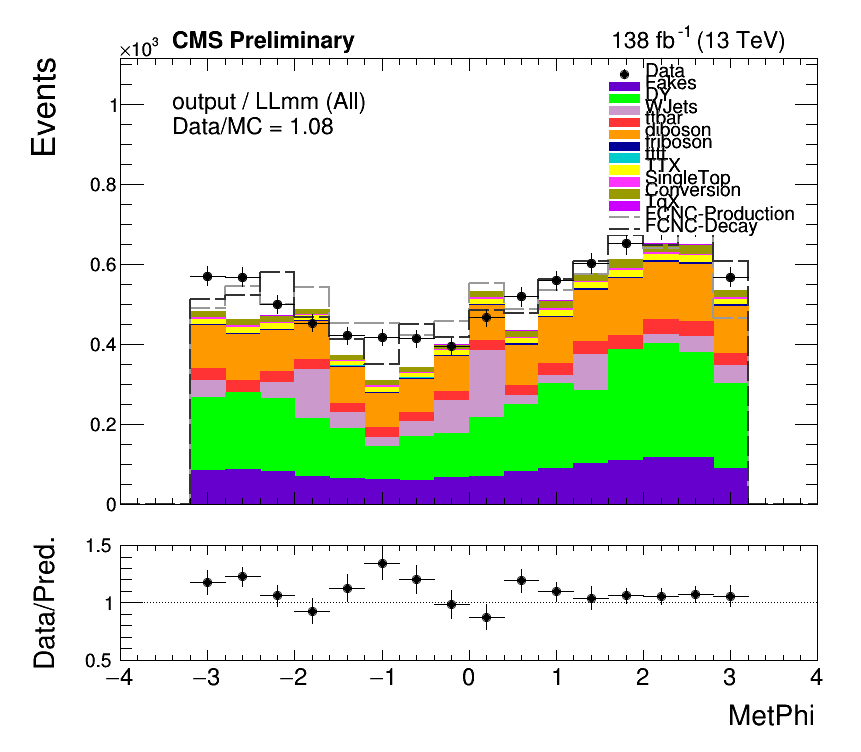 ×10³ CMS Preliminary 138 fb⁻¹ (13 TeV)
Events
output / LLmm (All)
Data/MC = 1.08
Data
Fakes
DY
WJets
ttbar
diboson
triboson
tttt
TTX
SingleTop
Conversion
TqX
FCNC-Production
FCNC-Decay
1
0.8
0.6
0.4
0.2
0
Data/Pred.
1.5
1
0.5
−4 −3 −2 −1 0 1 2 3 4
MetPhi